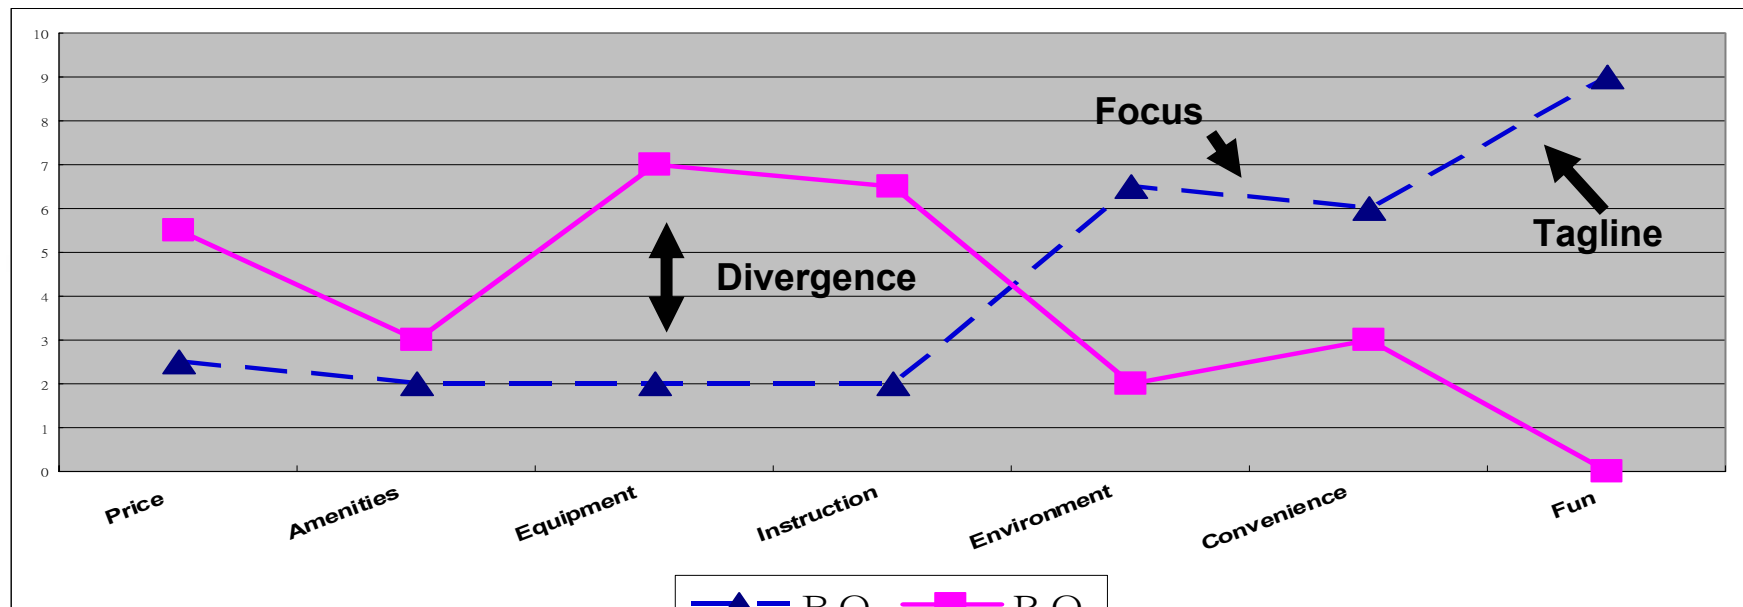 10
9
8
7
6
5
4
3
2
1
0
Focus
Tagline
Divergence
Price
Amenities
Equipment
Instruction
Environment
Convenience
Fun